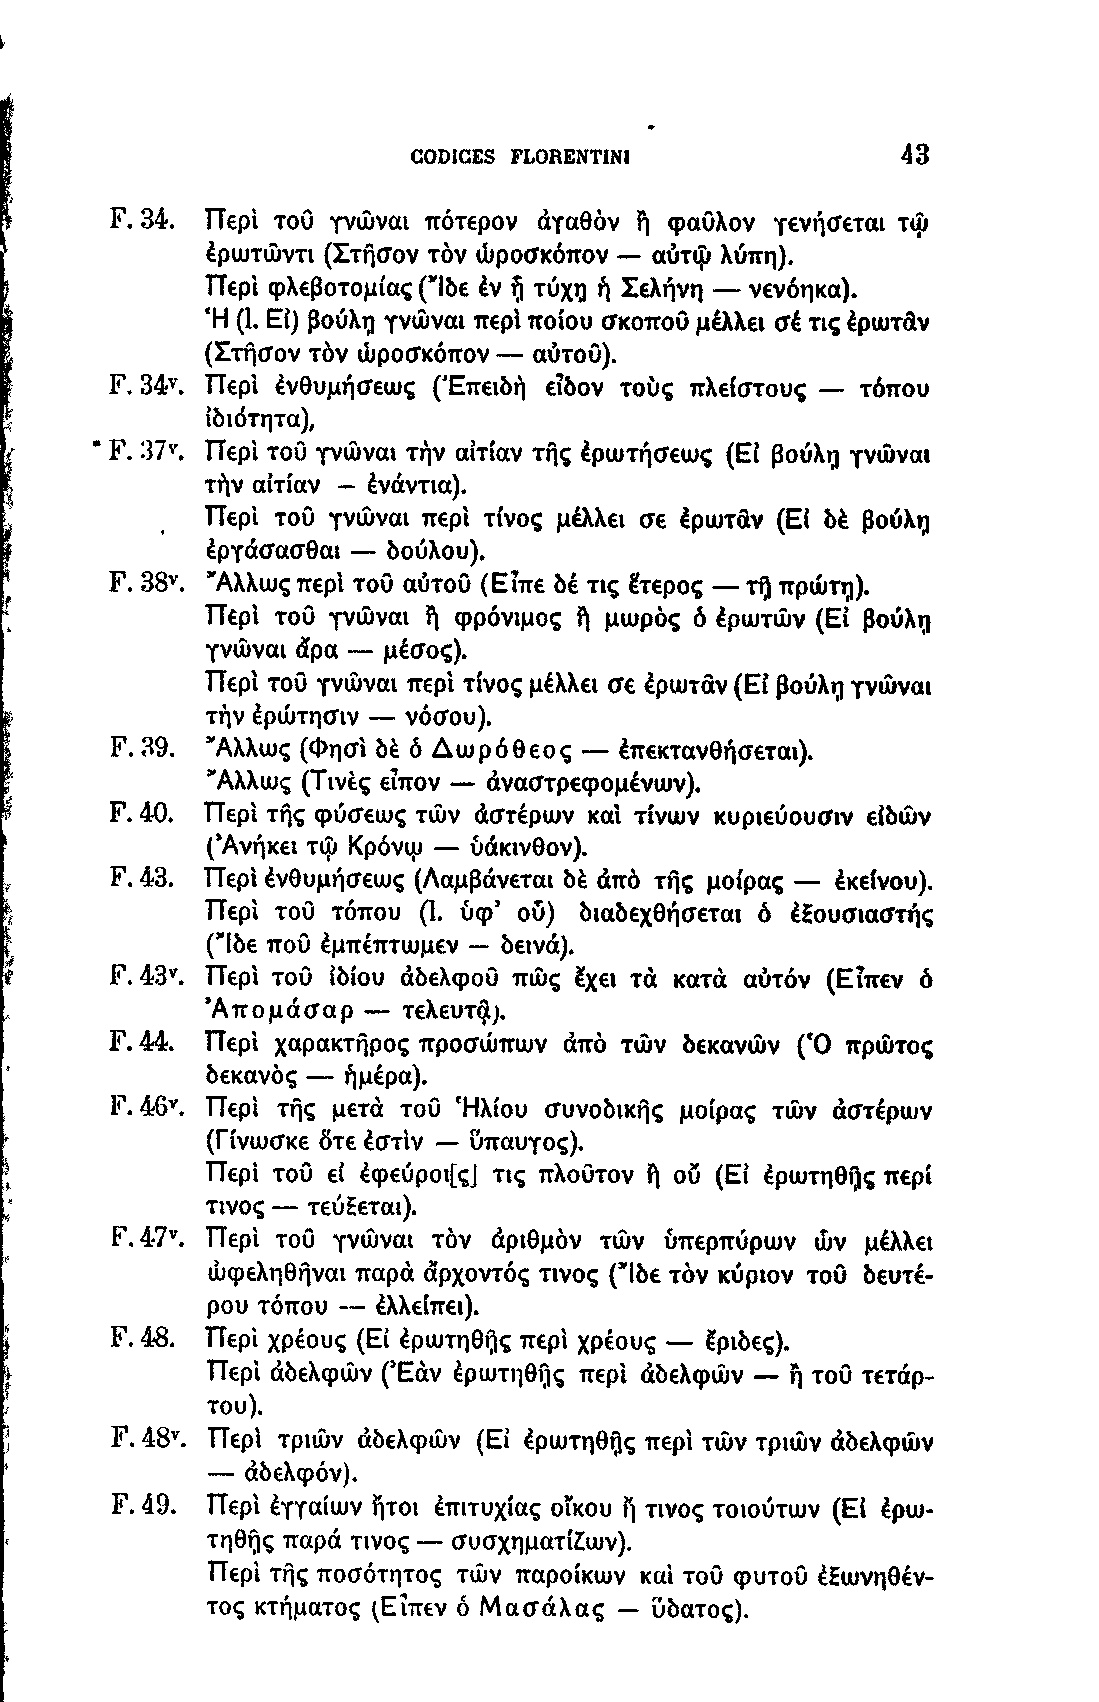 CODICES FLORENTINI 43
F. 34. Περὶ τοῦ γνῶναι πότερον ἀγαθὸν ἢ φαῦλον γενήσεται τῷ
ἐρωτῶντι (Στῆσον τὸν ὡροσκόπον — αὐτῷ λύπη).
Περὶ φλεβοτομίας (Ἴδε ἐν ᾗ τύχῃ ἡ Σελήνη — νενόηκα).
Ἡ (l. Εἰ) βούλῃ γνῶναι περὶ ποίου σκοποῦ μέλλει σέ τις ἐρωτᾶν
(Στῆσον τὸν ὡροσκόπον — αὐτοῦ).
F. 34v. Περὶ ἐνθυμήσεως (Ἐπειδὴ εἶδον τοὺς πλείστους — τόπου
ἰδιότητα),
* F. 37v. Περὶ τοῦ γνῶναι τὴν αἰτίαν τῆς ἐρωτήσεως (Εἰ βούλῃ γνῶναι
τὴν αἰτίαν — ἐνάντια).
Περὶ τοῦ γνῶναι περὶ τίνος μέλλει σε ἐρωτᾶν (Εἰ δὲ βούλῃ
ἐργάσασθαι — δούλου).
F. 38v. Ἄλλως περὶ τοῦ αὐτοῦ (Εἶπε δέ τις ἕτερος — τῇ πρώτῃ).
Περὶ τοῦ γνῶναι ἢ φρόνιμος ἢ μωρὸς ὁ ἐρωτῶν (Εἰ βούλῃ
γνῶναι ἄρα — μέσος).
Περὶ τοῦ γνῶναι περὶ τίνος μέλλει σε ἐρωτᾶν (Εἰ βούλῃ γνῶναι
τὴν ἐρώτησιν — νόσου).
F. 39. Ἄλλως (Φησὶ δὲ ὁ Δωρόθεος — ἐπεκτανθήσεται).
Ἄλλως (Τινὲς εἶπον — ἀναστρεφομένων).
F. 40. Περὶ τῆς φύσεως τῶν ἀστέρων καὶ τίνων κυριεύουσιν εἰδῶν
(Ἀνήκει τῷ Κρόνῳ — ὑάκινθον).
F. 43. Περὶ ἐνθυμήσεως (Λαμβάνεται δὲ ἀπὸ τῆς μοίρας — ἐκείνου).
Περὶ τοῦ τόπου (l. ὑφ’ οὗ) διαδεχθήσεται ὁ ἐξουσιαστής
(Ἴδε ποῦ ἐμπέπτωμεν — δεινά).
F. 43v. Περὶ τοῦ ἰδίου ἀδελφοῦ πῶς ἔχει τὰ κατὰ αὐτόν (Εἶπεν ὁ
Ἀπομάσαρ — τελευτᾷ).
F. 44. Περὶ χαρακτῆρος προσώπων ἀπὸ τῶν δεκανῶν (Ὁ πρῶτος
δεκανὸς — ἡμέρα).
F. 46v. Περὶ τῆς μετὰ τοῦ Ἡλίου συνοδικῆς μοίρας τῶν ἀστέρων
(Γίνωσκε ὅτε ἐστὶν — ὕπαυγος).
Περὶ τοῦ εἰ ἐφεύροι[ς] τις πλοῦτον ἢ οὔ (Εἰ ἐρωτηθῇς περί
τινος — τεύξεται).
F. 47v. Περὶ τοῦ γνῶναι τὸν ἀριθμὸν τῶν ὑπερπύρων ὧν μέλλει
ὠφεληθῆναι παρὰ ἄρχοντός τινος (Ἴδε τὸν κύριον τοῦ δευτέ-
ρου τόπου — ἐλλείπει).
F. 48. Περὶ χρέους (Εἰ ἐρωτηθῇς περὶ χρέους — ἔριδες).
Περὶ ἀδελφῶν (Ἐὰν ἐρωτηθῇς περὶ ἀδελφῶν — ἢ τοῦ τετάρ-
του).
F. 48v. Περὶ τριῶν ἀδελφῶν (Εἰ ἐρωτηθῇς περὶ τῶν τριῶν ἀδελφῶν
— ἀδελφόν).
F. 49. Περὶ ἐγγαίων ἤτοι ἐπιτυχίας οἴκου ἤ τινος τοιούτων (Εἰ ἐρω-
τηθῇς παρά τινος — συσχηματίζων).
Περὶ τῆς ποσότητος τῶν παροίκων καὶ τοῦ φυτοῦ ἐξωνηθέν-
τος κτήματος (Εἶπεν ὁ Μασάλας — ὕδατος).